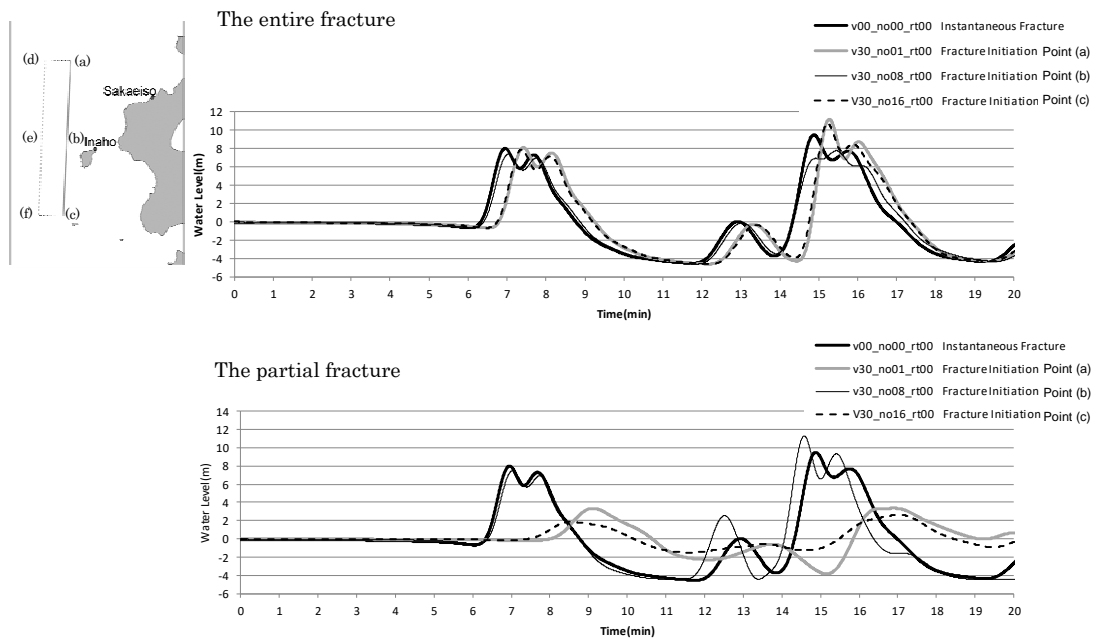 The entire fracture
v00_no00_rt00 Instantaneous Fracture
v30_no01_rt00 Fracture Initiation Point (a)
v30_no08_rt00 Fracture Initiation Point (b)
V30_no16_rt00 Fracture Initiation Point (c)
(d)
(a)
Sakaeiso
(e)
(b)
Inaho
(f)
(c)
Water Level(m)
12
10
8
6
4
2
0
-2
-4
-6
0 1 2 3 4 5 6 7 8 9 10 11 12 13 14 15 16 17 18 19 20
Time(min)
The partial fracture
v00_no00_rt00 Instantaneous Fracture
v30_no01_rt00 Fracture Initiation Point (a)
v30_no08_rt00 Fracture Initiation Point (b)
V30_no16_rt00 Fracture Initiation Point (c)
Water Level(m)
14
12
10
8
6
4
2
0
-2
-4
-6
0 1 2 3 4 5 6 7 8 9 10 11 12 13 14 15 16 17 18 19 20
Time(min)